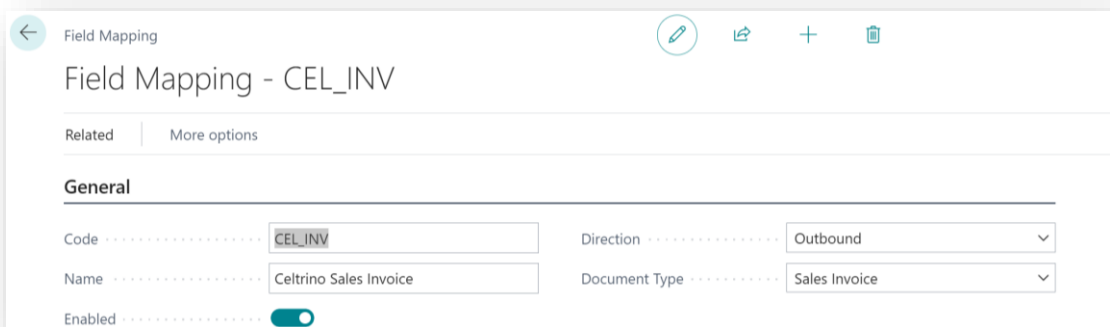 Field Mapping
Field Mapping - CEL_INV
Related More options
General
Code CEL_INV Direction Outbound
Name Celtrino Sales Invoice Document Type Sales Invoice
Enabled